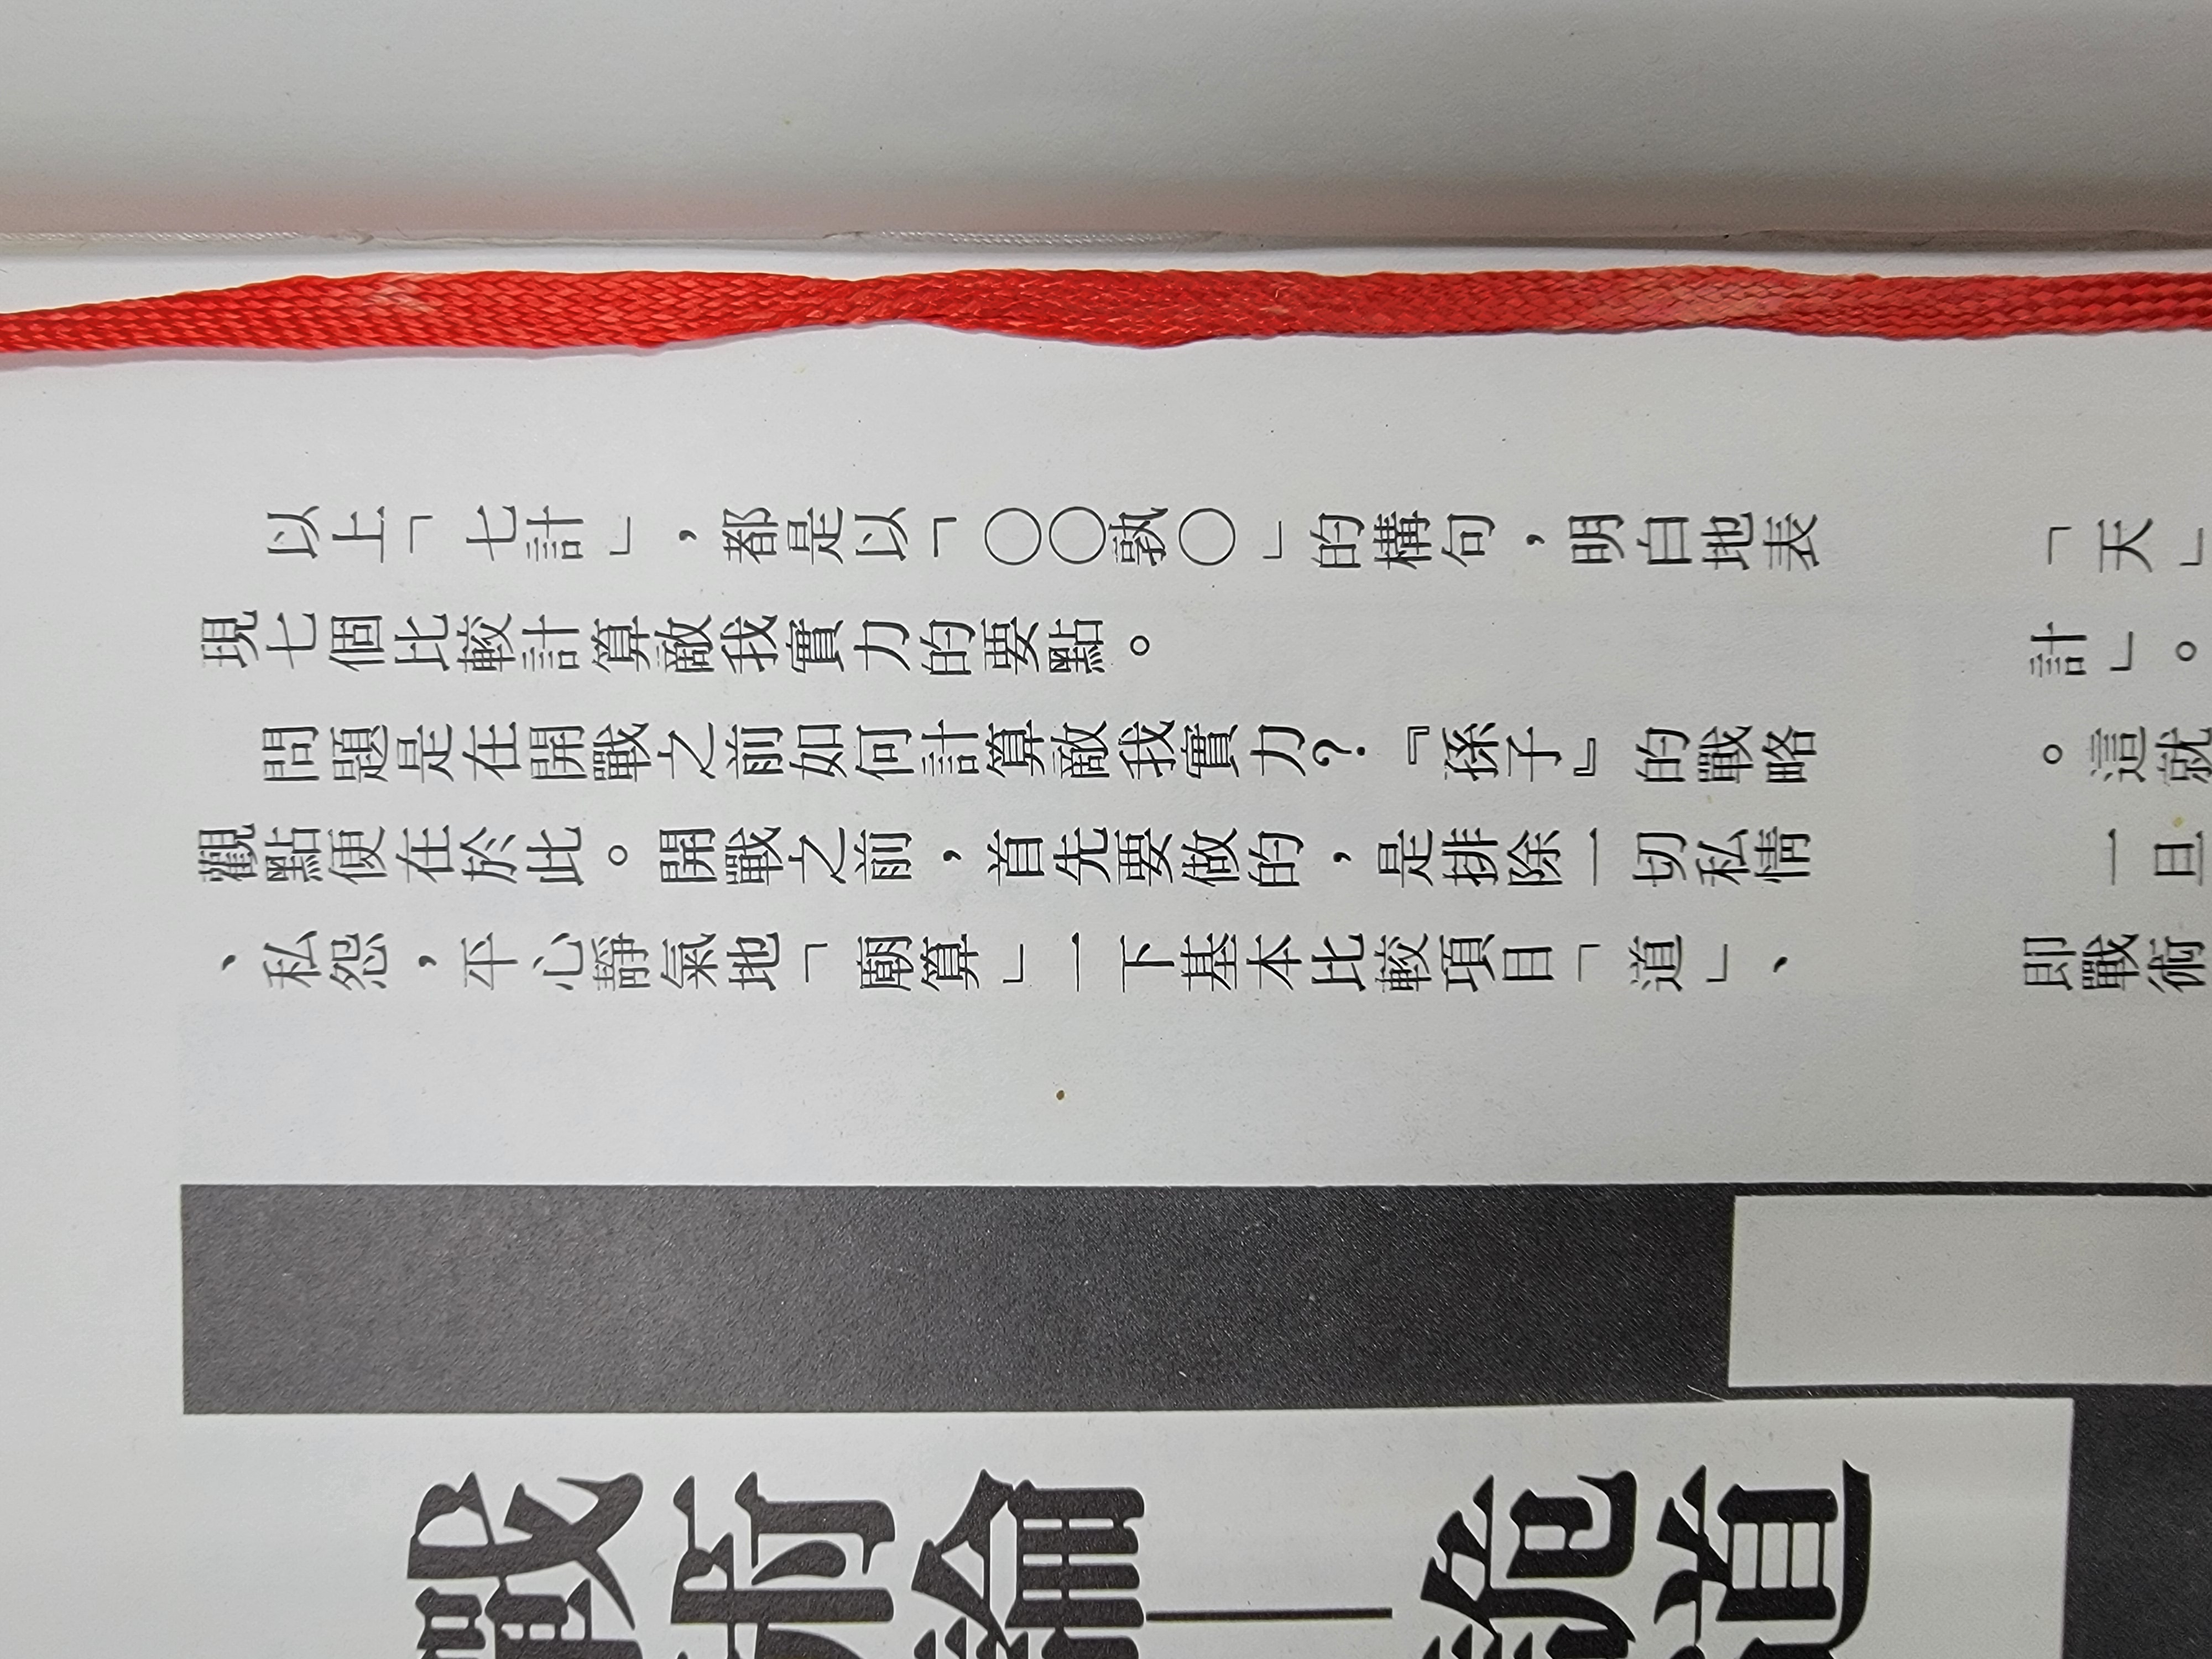 以上「七計」，都是以「〇〇孰〇」的構句，明白地表
現七個比較計算敵我實力的要點。
問題是在開戰之前如何計算敵我實力？『孫子』的戰略
觀點便在於此。開戰之前，首先要做的，是排除一切私情
、私怨，平心靜氣地「廟算」一下基本比較項目「道」、
「天」
計」。
。這就
一旦
即戰術
戰術論——詭道